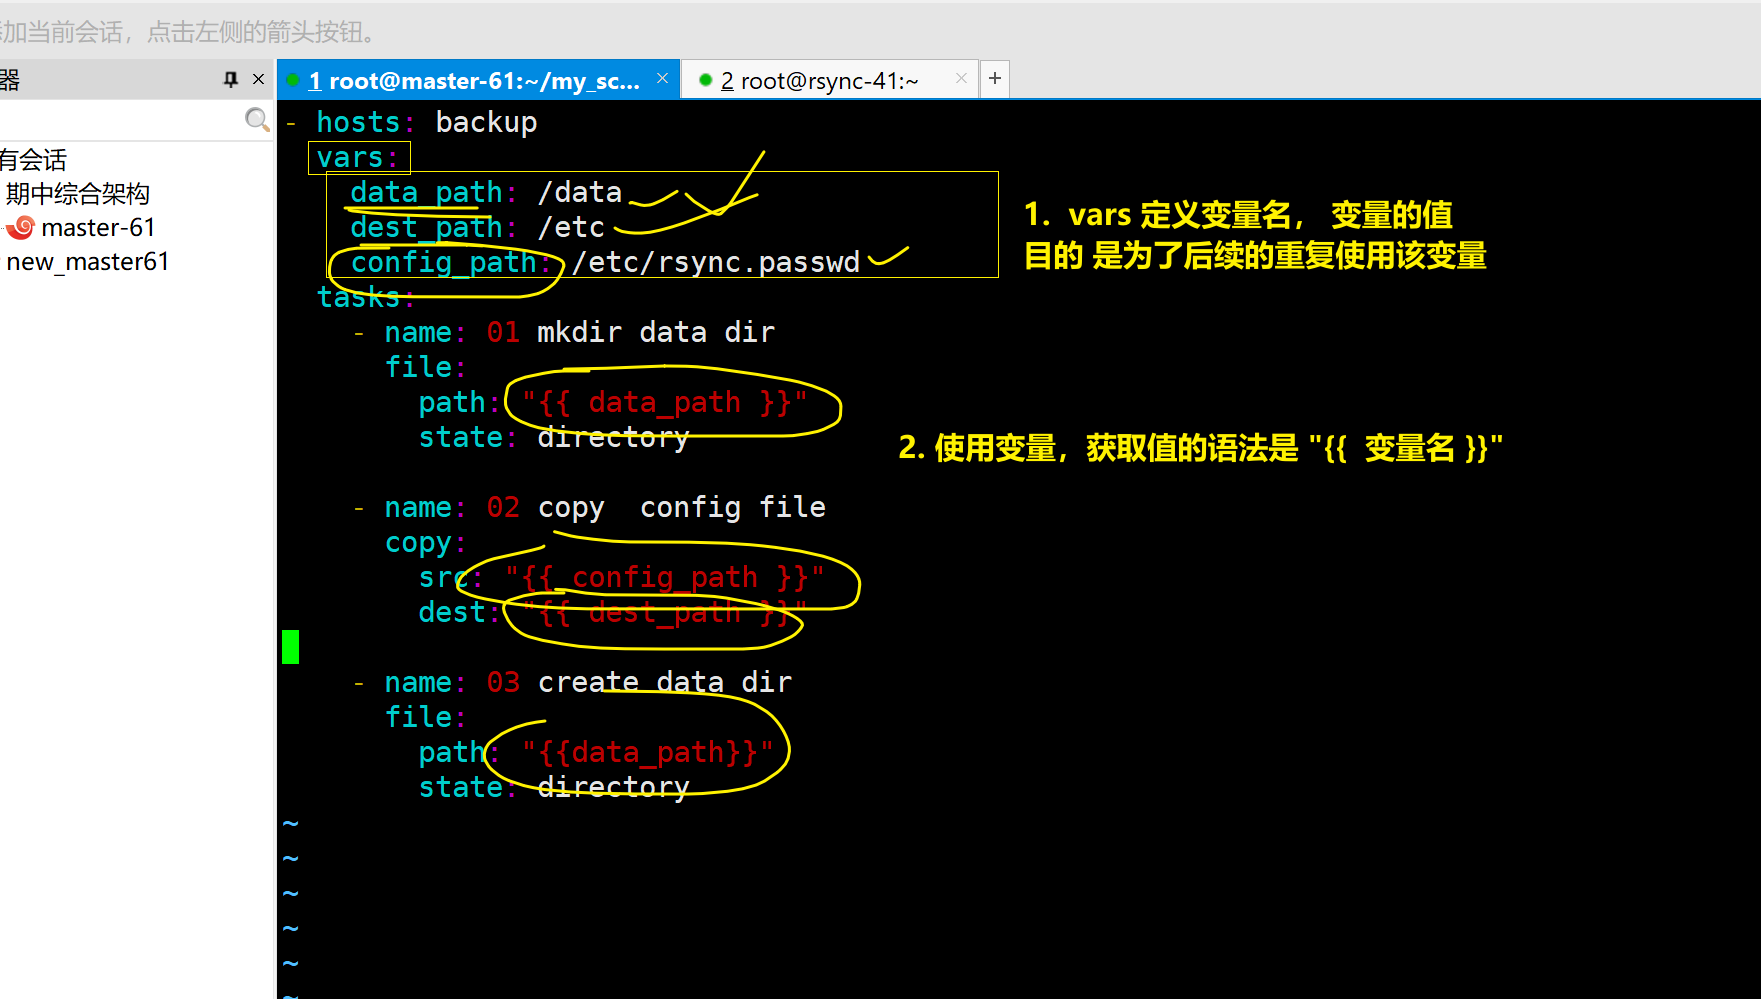 添加当前会话，点击左侧的箭头按钮。
器
1 root@master-61:~/my_sc...
2 root@rsync-41:~
+
有会话
期中综合架构
master-61
new_master61
- hosts: backup
vars:
data_path: /data
dest_path: /etc
config_path: /etc/rsync.passwd
tasks:
- name: 01 mkdir data dir
file:
path: "{{ data_path }}"
state: directory
- name: 02 copy  config file
copy:
src: "{{ config_path }}"
dest: "{{ dest_path }}"
- name: 03 create data dir
file:
path: "{{data_path}}"
state: directory
~
~
~
~
~
~
1. vars 定义变量名， 变量的值
目的 是为了后续的重复使用该变量
2. 使用变量，获取值的语法是 "{{ 变量名 }}"